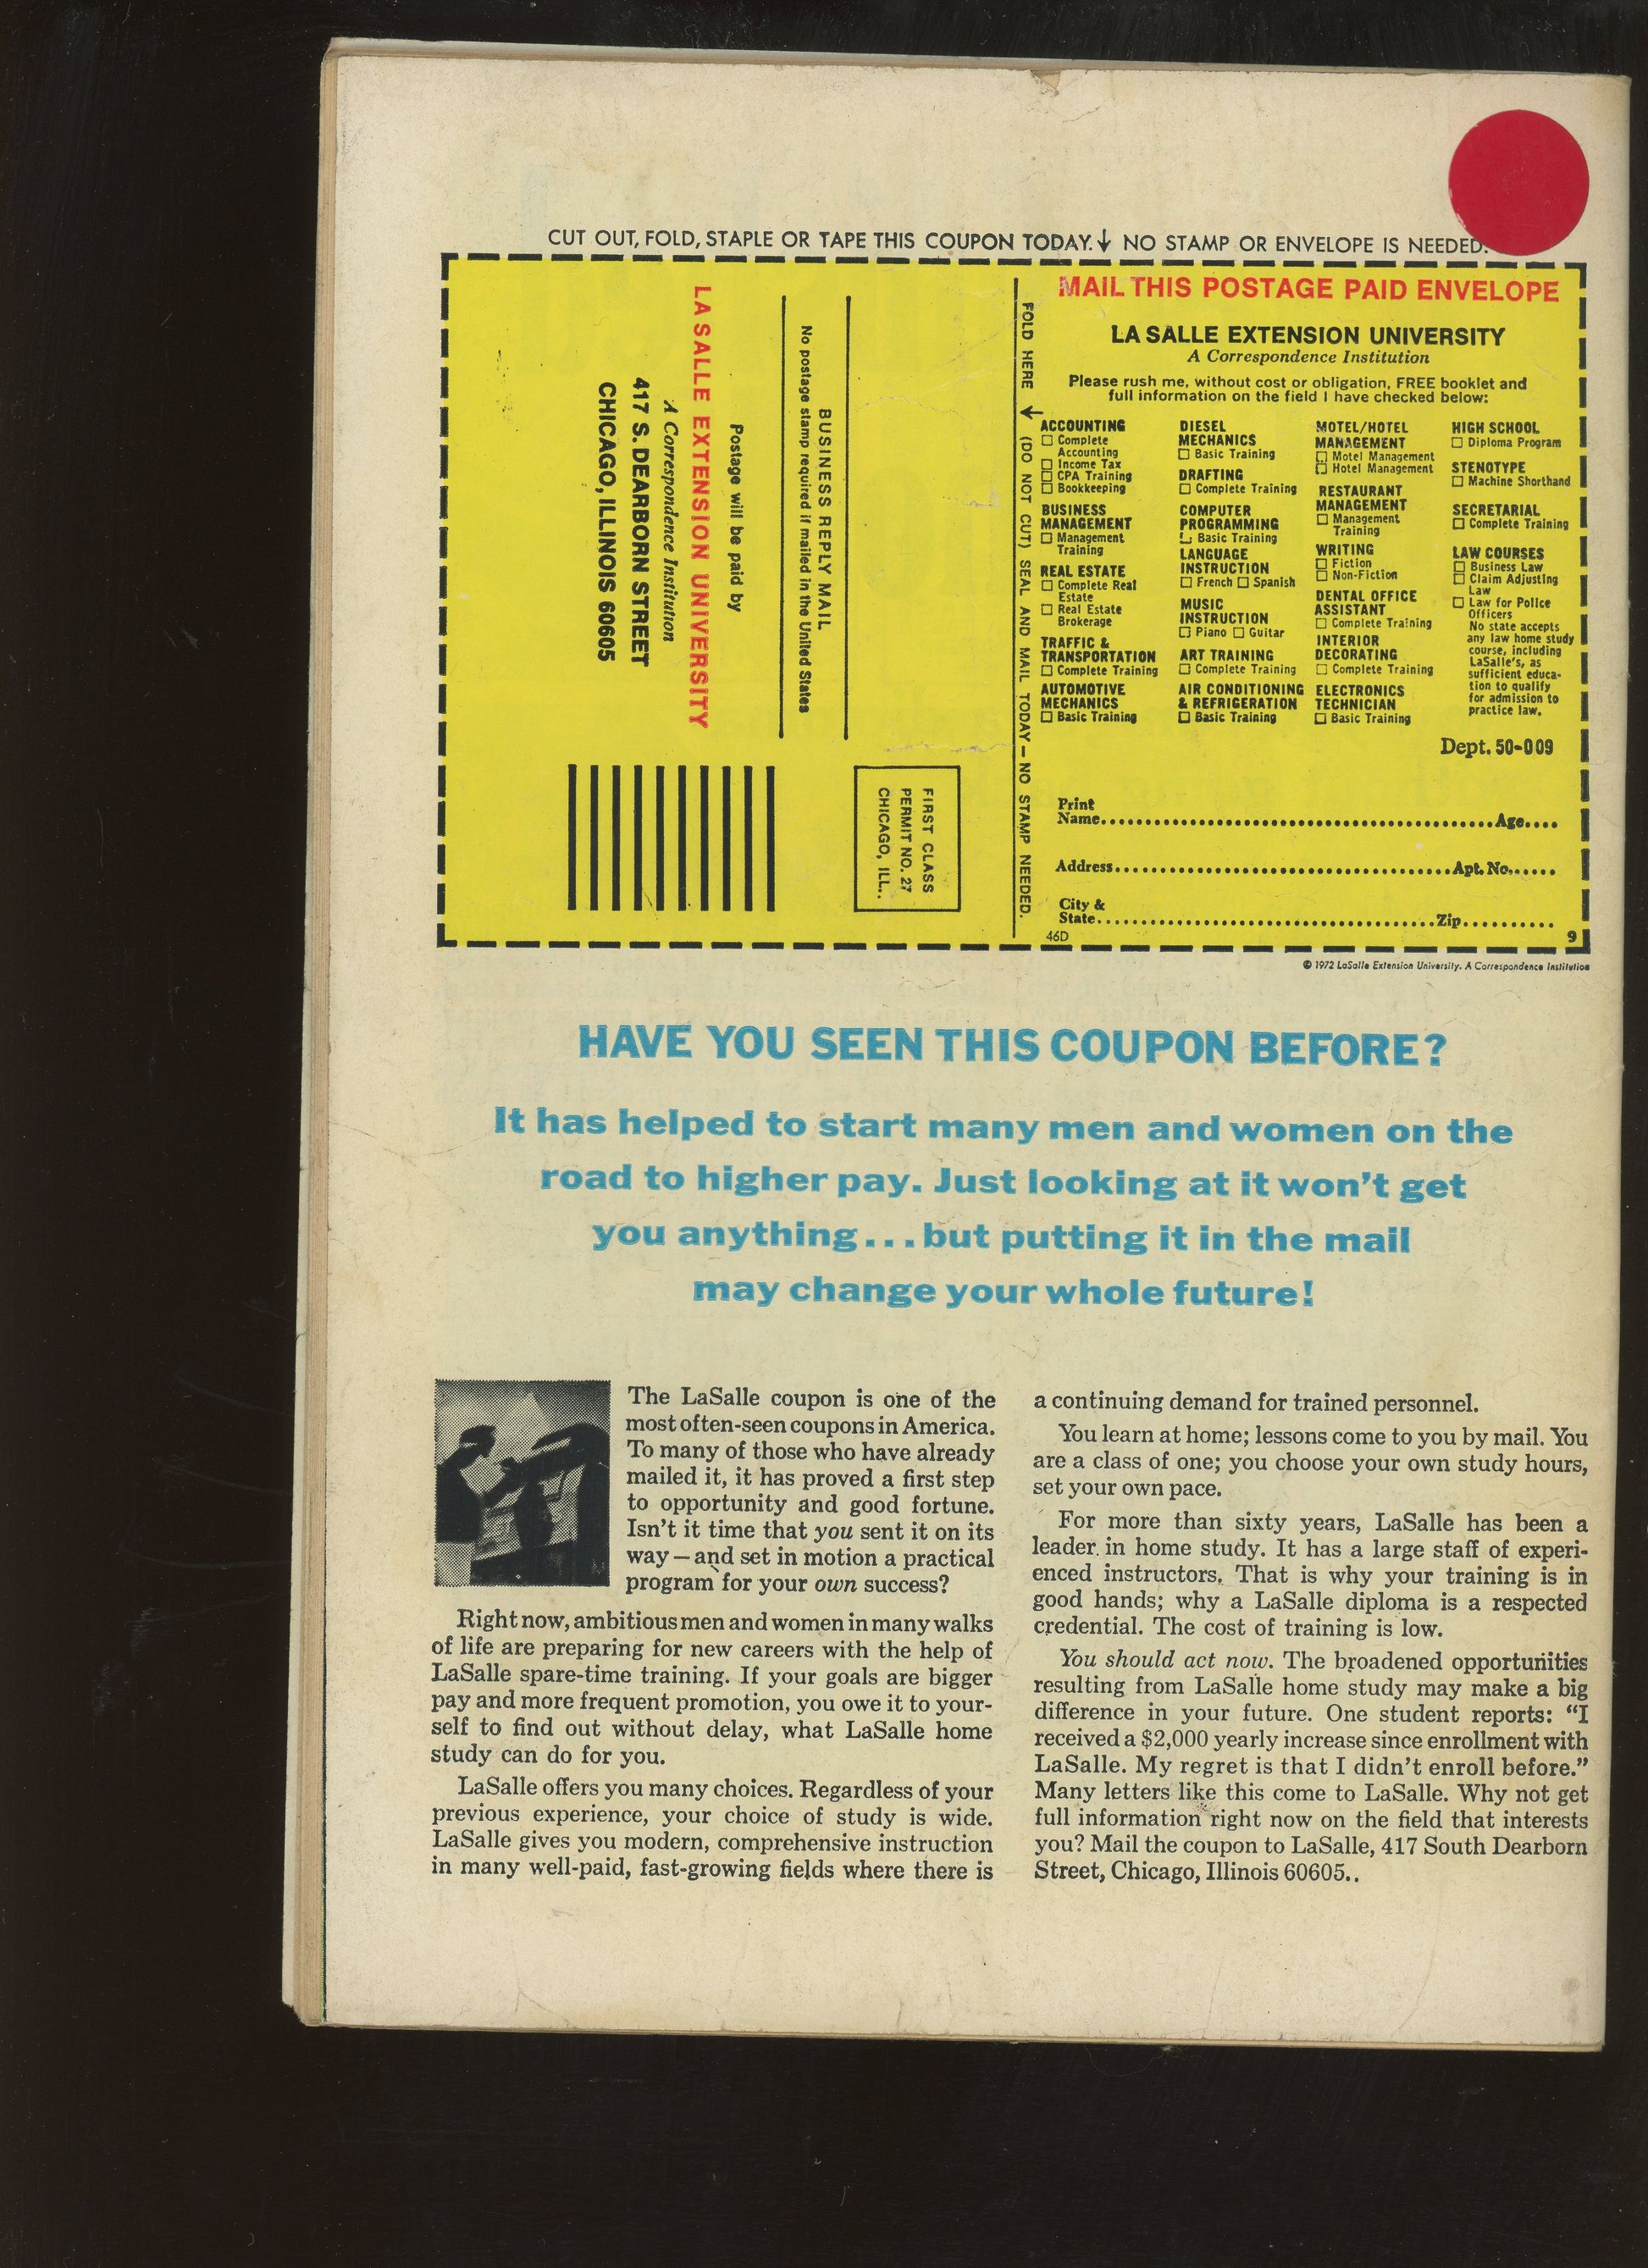 CUT OUT, FOLD, STAPLE OR TAPE THIS COUPON TODAY.↓ NO STAMP OR ENVELOPE IS NEEDED.
MAIL THIS POSTAGE PAID ENVELOPE
LA SALLE EXTENSION UNIVERSITY
A Correspondence Institution
Please rush me, without cost or obligation, FREE booklet and
full information on the field I have checked below:
ACCOUNTING
☐ Complete
Accounting
☐ Income Tax
☐ CPA Training
☐ Bookkeeping
BUSINESS
MANAGEMENT
☐ Management
Training
REAL ESTATE
☐ Complete Real
Estate
☐ Real Estate
Brokerage
TRAFFIC &
TRANSPORTATION
☐ Complete Training
AUTOMOTIVE
MECHANICS
☐ Basic Training
DIESEL
MECHANICS
☐ Basic Training
DRAFTING
☐ Complete Training
COMPUTER
PROGRAMMING
☐ Basic Training
LANGUAGE
INSTRUCTION
☐ French ☐ Spanish
MUSIC
INSTRUCTION
☐ Piano ☐ Guitar
ART TRAINING
☐ Complete Training
AIR CONDITIONING
& REFRIGERATION
☐ Basic Training
MOTEL/HOTEL
MANAGEMENT
☐ Motel Management
☐ Hotel Management
RESTAURANT
MANAGEMENT
☐ Management
Training
WRITING
☐ Fiction
☐ Non-Fiction
DENTAL OFFICE
ASSISTANT
☐ Complete Training
INTERIOR
DECORATING
☐ Complete Training
ELECTRONICS
TECHNICIAN
☐ Basic Training
HIGH SCHOOL
☐ Diploma Program
STENOTYPE
☐ Machine Shorthand
SECRETARIAL
☐ Complete Training
LAW COURSES
☐ Business Law
☐ Claim Adjusting
Law
☐ Law for Police
Officers
No state accepts
any law home study
course, including
LaSalle's, as
sufficient educa-
tion to qualify
for admission to
practice law.
Dept. 50-009
Print
Name.......Age....
Address.......Apt. No......
City &
State.......Zip..........
46D
9
FOLD HERE ↓ (DO NOT CUT) SEAL AND MAIL TODAY — NO STAMP NEEDED.
FIRST CLASS
PERMIT NO. 27
CHICAGO, ILL..
BUSINESS REPLY MAIL
No postage stamp required if mailed in the United States
Postage will be paid by
LA SALLE EXTENSION UNIVERSITY
A Correspondence Institution
417 S. DEARBORN STREET
CHICAGO, ILLINOIS 60605
© 1972 LaSalle Extension University. A Correspondence Institution
HAVE YOU SEEN THIS COUPON BEFORE?
It has helped to start many men and women on the
road to higher pay. Just looking at it won't get
you anything...but putting it in the mail
may change your whole future!
The LaSalle coupon is one of the
most often-seen coupons in America.
To many of those who have already
mailed it, it has proved a first step
to opportunity and good fortune.
Isn't it time that you sent it on its
way — and set in motion a practical
program for your own success?
Right now, ambitious men and women in many walks
of life are preparing for new careers with the help of
LaSalle spare-time training. If your goals are bigger
pay and more frequent promotion, you owe it to your-
self to find out without delay, what LaSalle home
study can do for you.
LaSalle offers you many choices. Regardless of your
previous experience, your choice of study is wide.
LaSalle gives you modern, comprehensive instruction
in many well-paid, fast-growing fields where there is
a continuing demand for trained personnel.
You learn at home; lessons come to you by mail. You
are a class of one; you choose your own study hours,
set your own pace.
For more than sixty years, LaSalle has been a
leader in home study. It has a large staff of experi-
enced instructors. That is why your training is in
good hands; why a LaSalle diploma is a respected
credential. The cost of training is low.
You should act now. The broadened opportunities
resulting from LaSalle home study may make a big
difference in your future. One student reports: "I
received a $2,000 yearly increase since enrollment with
LaSalle. My regret is that I didn't enroll before."
Many letters like this come to LaSalle. Why not get
full information right now on the field that interests
you? Mail the coupon to LaSalle, 417 South Dearborn
Street, Chicago, Illinois 60605..